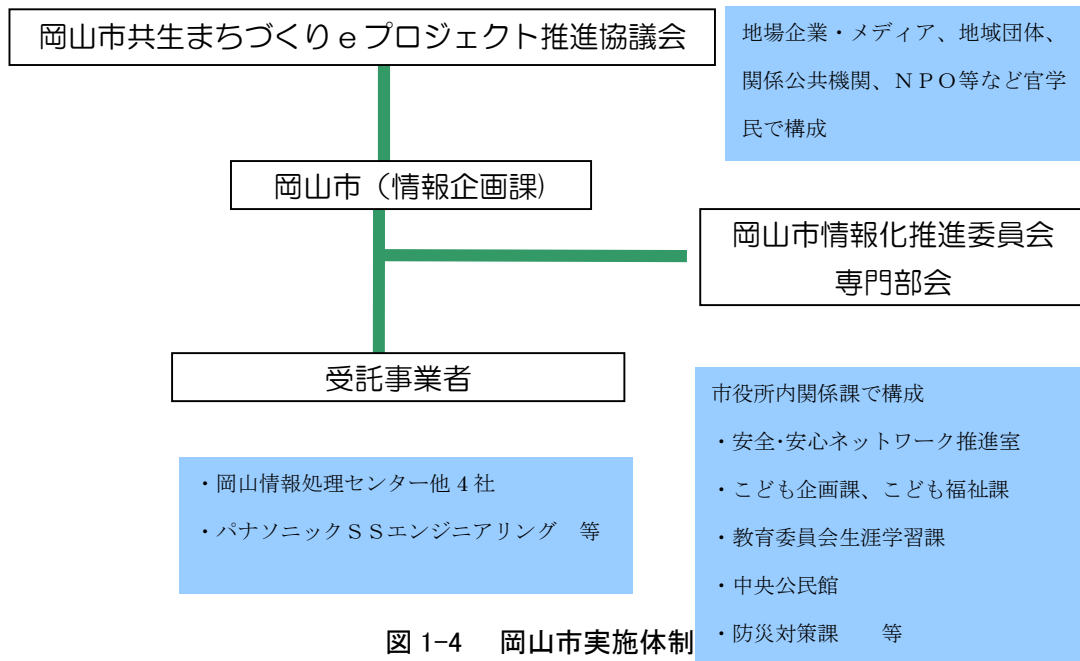 岡山市共生まちづくりｅプロジェクト推進協議会
地場企業・メディア、地域団体、
関係公共機関、ＮＰＯ等など官学
民で構成
岡山市（情報企画課）
岡山市情報化推進委員会
専門部会
受託事業者
・岡山情報処理センター他 4 社
・パナソニックＳＳエンジニアリング　等
市役所内関係課で構成
・安全･安心ネットワーク推進室
・こども企画課、こども福祉課
・教育委員会生涯学習課
・中央公民館
・防災対策課　　等
図 1-4　岡山市実施体制